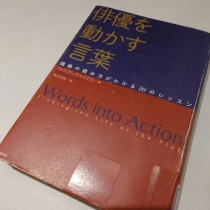 俳優を
動かす
言葉
戯曲の読み方がわかる20のレッスン
Words into Action
Finding the Life of the Play